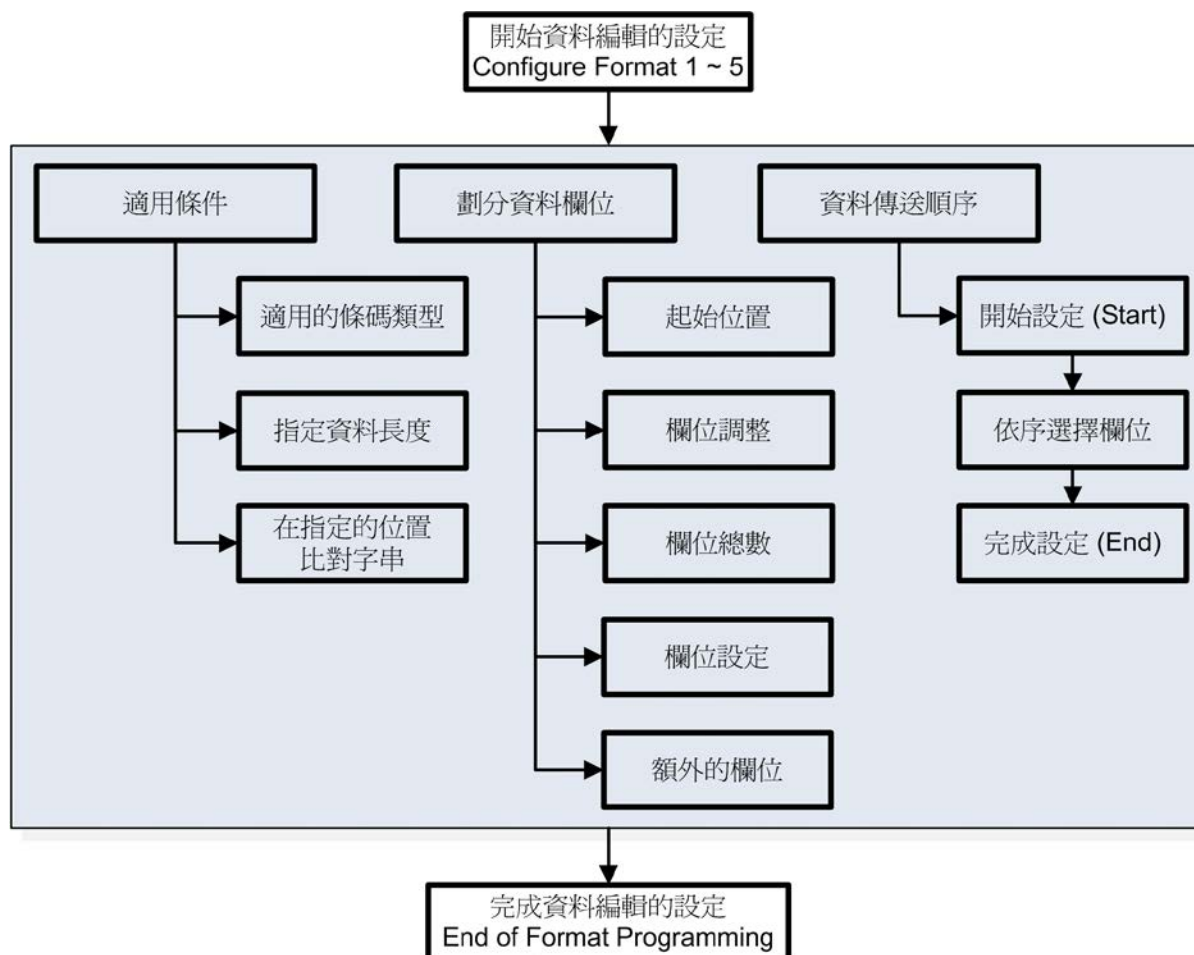 開始資料編輯的設定
Configure Format 1 ~ 5
適用條件
適用的條碼類型
指定資料長度
在指定的位置
比對字串
劃分資料欄位
起始位置
欄位調整
欄位總數
欄位設定
額外的欄位
資料傳送順序
開始設定 (Start)
依序選擇欄位
完成設定 (End)
完成資料編輯的設定
End of Format Programming